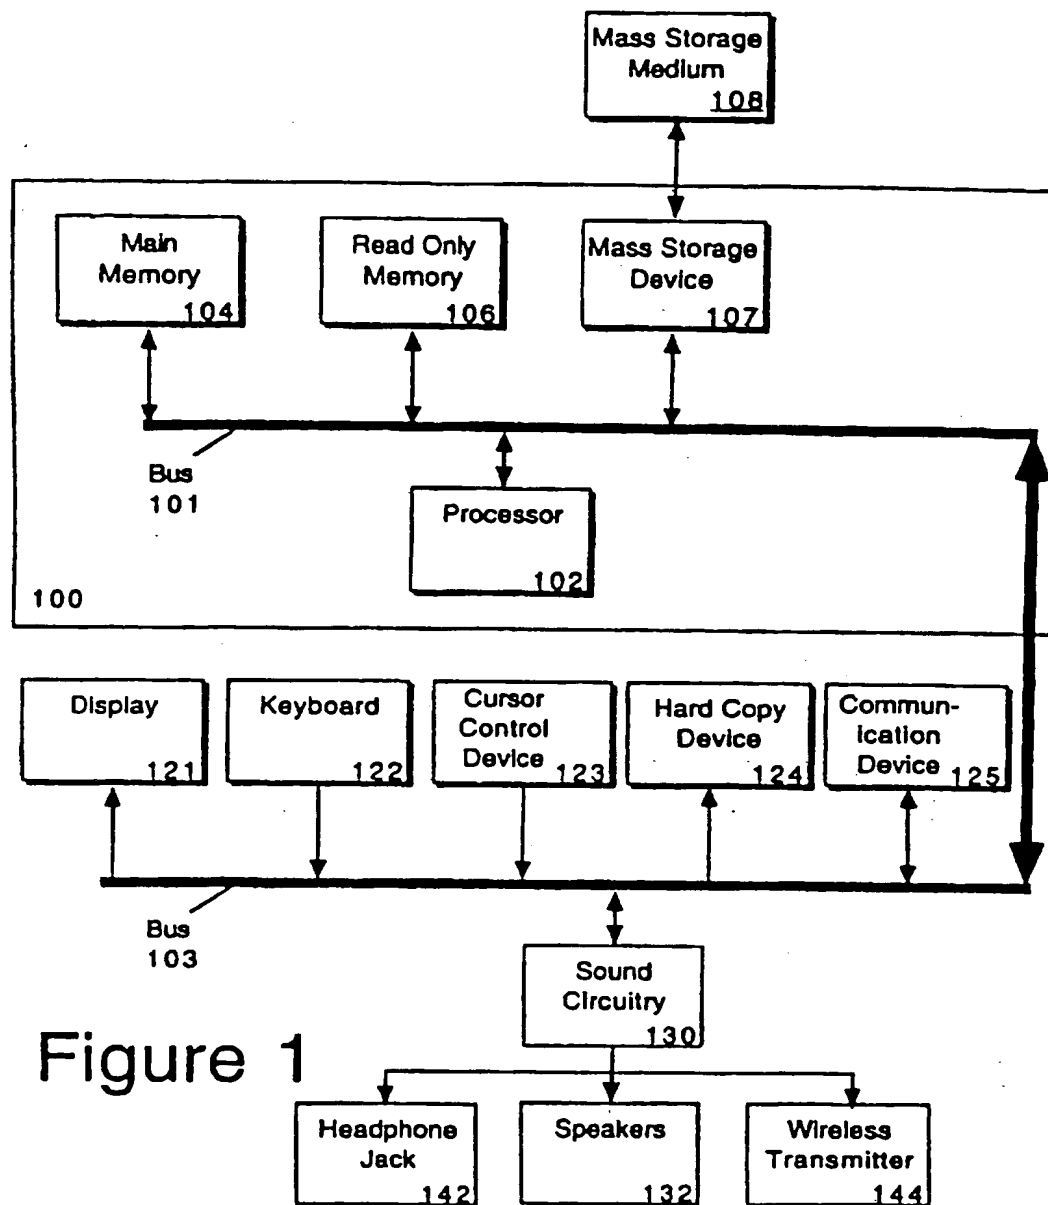 Mass Storage
Medium
108
Main
Memory
104
Read Only
Memory
106
Mass Storage
Device
107
Bus
101
Processor
102
100
Display
121
Keyboard
122
Cursor
Control
Device
123
Hard Copy
Device
124
Commun-
ication
Device
125
Bus
103
Sound
Circuitry
130
Figure 1
Headphone
Jack
142
Speakers
132
Wireless
Transmitter
144